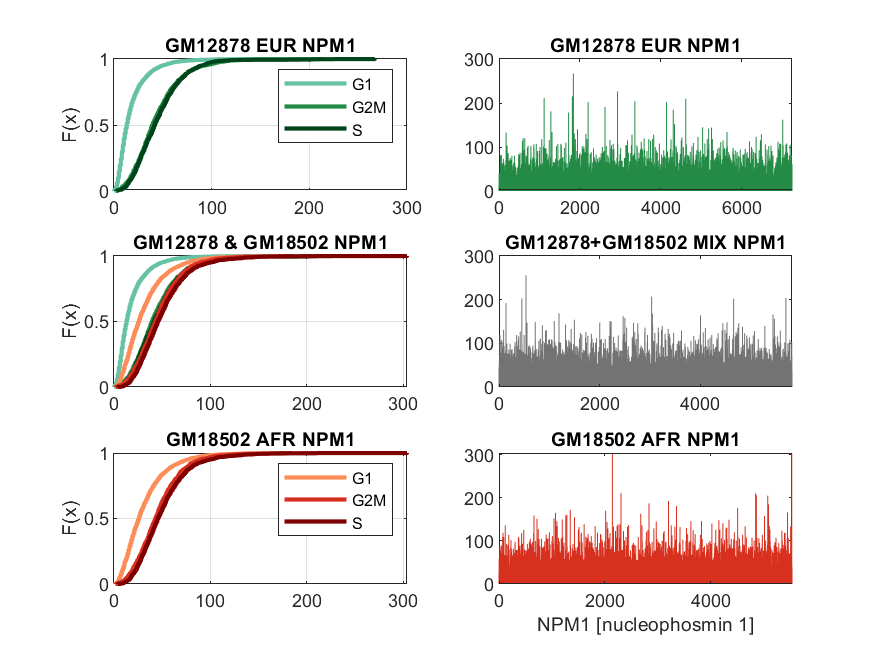 GM12878 EUR NPM1
1
0.5
0
F(x)
G1
G2M
S
0 100 200 300
GM12878 EUR NPM1
300
200
100
0
0 2000 4000 6000
GM12878 & GM18502 NPM1
1
0.5
0
F(x)
0 100 200 300
GM12878+GM18502 MIX NPM1
300
200
100
0
0 2000 4000
GM18502 AFR NPM1
1
0.5
0
F(x)
G1
G2M
S
0 100 200 300
GM18502 AFR NPM1
300
200
100
0
0 2000 4000
NPM1 [nucleophosmin 1]